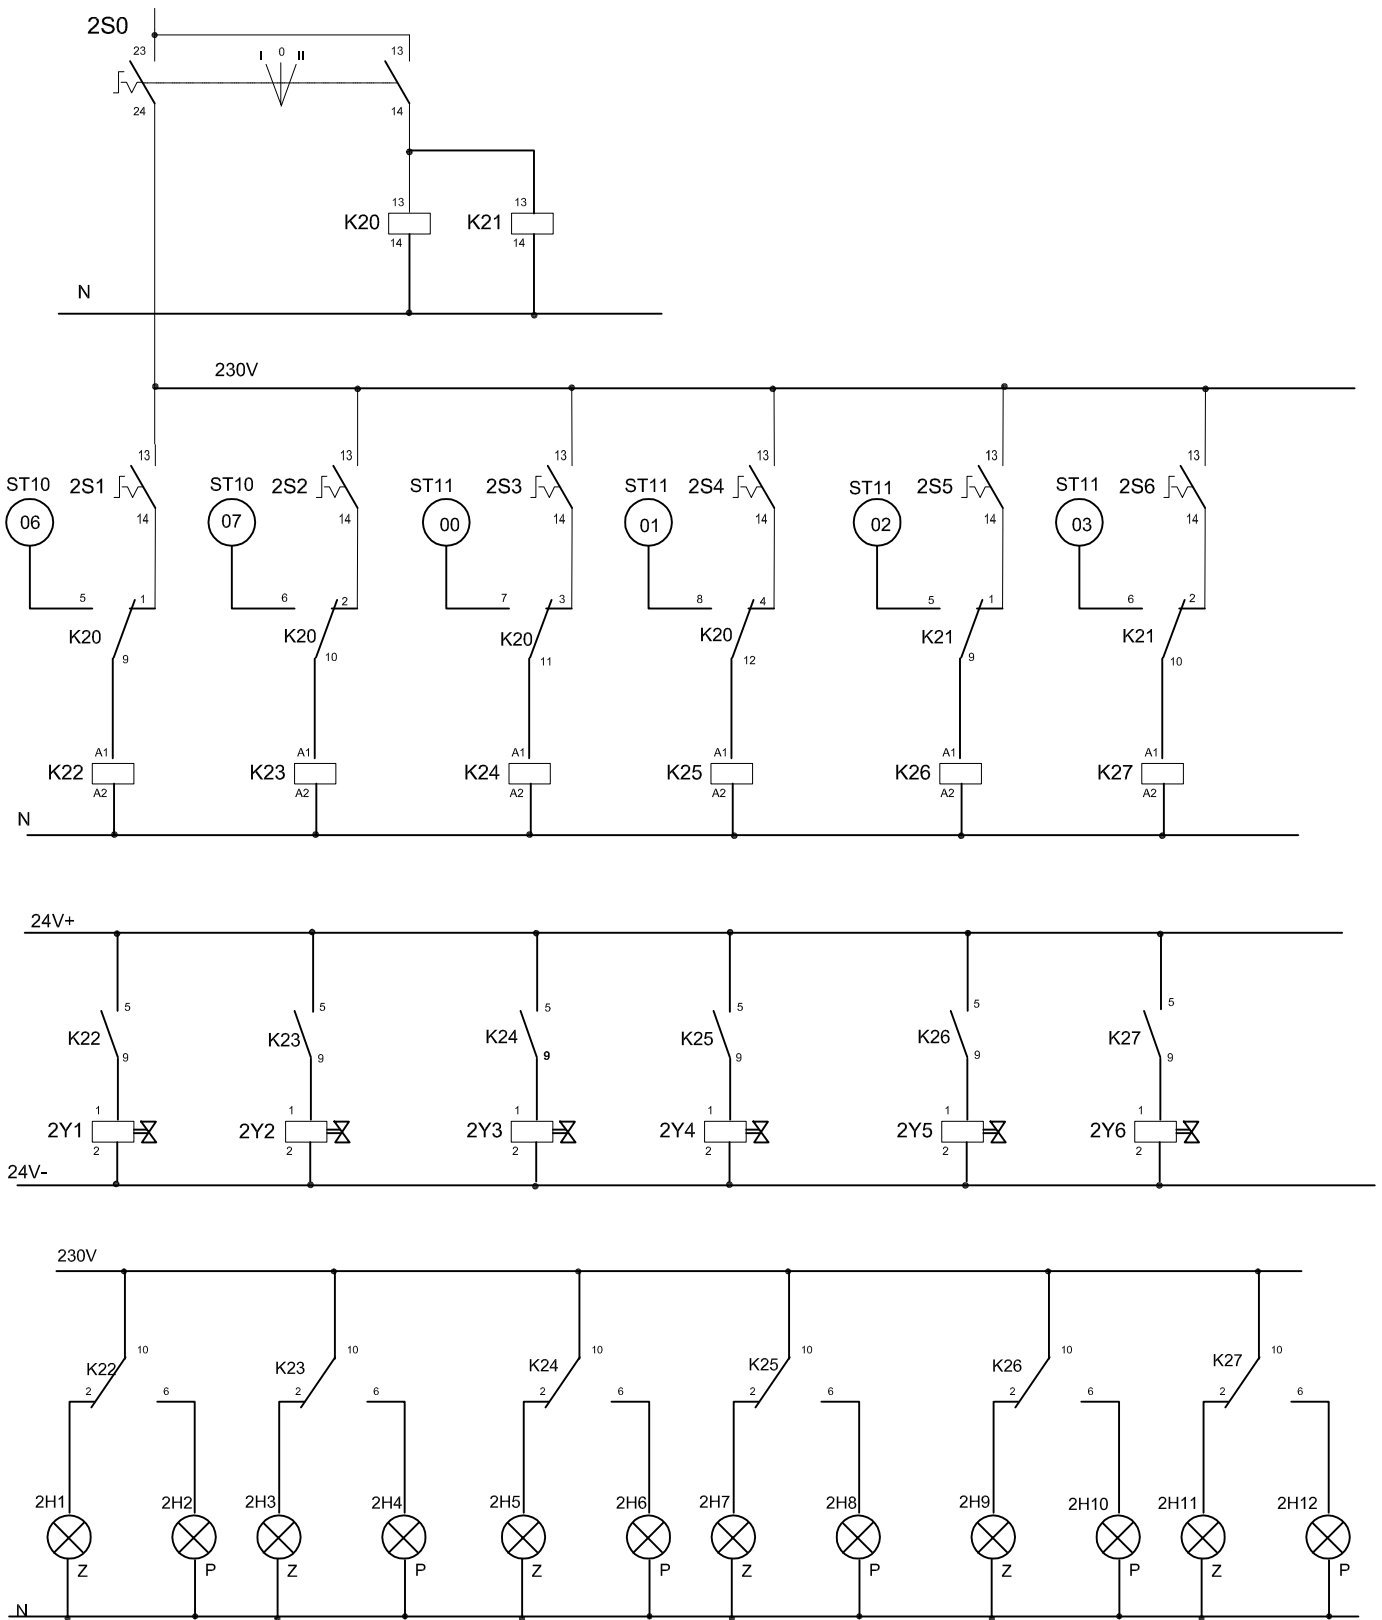 2S0
23 I 0 II 13
24 14
13 13
K20 K21
14 14
N
230V
13 13 13 13 13 13
ST10 2S1 ST10 2S2 ST11 2S3 ST11 2S4 ST11 2S5 ST11 2S6
06 14 07 14 00 14 01 14 02 14 03 14
5 1 6 2 7 3 8 4 5 1 6 2
K20 K20 K20 K20 K21 K21
9 10 11 12 9 10
A1 A1 A1 A1 A1 A1
K22 K23 K24 K25 K26 K27
A2 A2 A2 A2 A2 A2
N
24V+
5 5 5 5 5 5
K22 K23 K24 K25 K26 K27
9 9 9 9 9 9
1 1 1 1 1 1
2Y1 2Y2 2Y3 2Y4 2Y5 2Y6
2 2 2 2 2 2
24V-
230V
10 10 10 10 10 10
K22 K23 K24 K25 K26 K27
2 6 2 6 2 6 2 6 2 6 2 6
2H1 2H2 2H3 2H4 2H5 2H6 2H7 2H8 2H9 2H10 2H11 2H12
Z P Z P Z P Z P Z P Z P
N